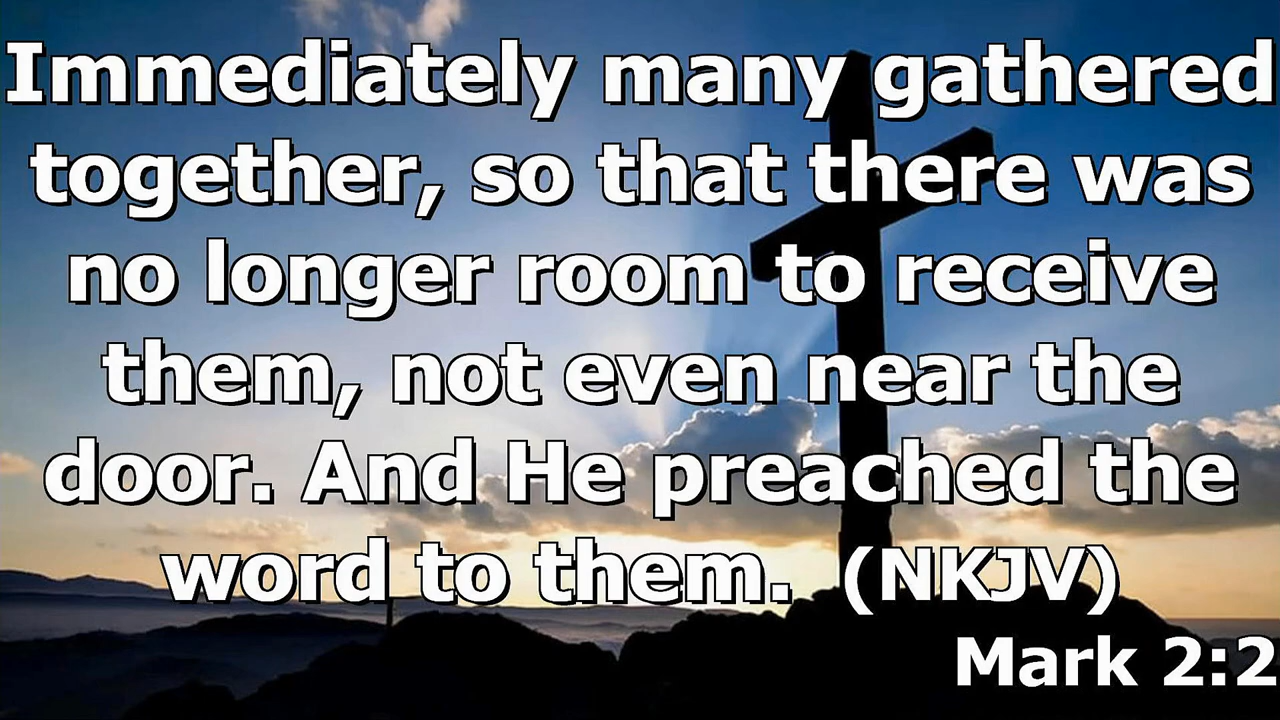 Immediately many gathered
together, so that there was
no longer room to receive
them, not even near the
door. And He preached the
word to them. (NKJV)
Mark 2:2